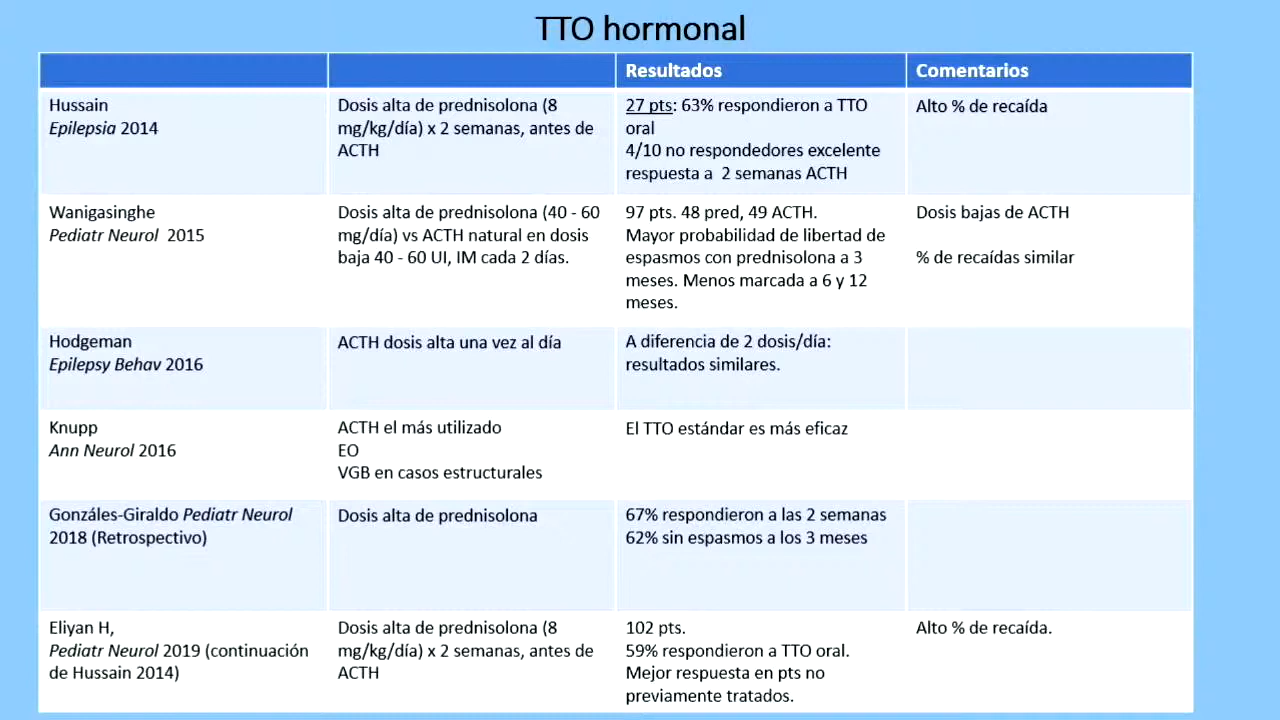 TTO hormonal
Resultados
Comentarios
Hussain
Epilepsia 2014
Dosis alta de prednisolona (8
mg/kg/día) x 2 semanas, antes de
ACTH
27 pts: 63% respondieron a TTO
oral
4/10 no respondedores excelente
respuesta a 2 semanas ACTH
Alto % de recaída
Wanigasinghe
Pediatr Neurol 2015
Dosis alta de prednisolona (40 - 60
mg/día) vs ACTH natural en dosis
baja 40 - 60 UI, IM cada 2 días.
97 pts. 48 pred, 49 ACTH.
Mayor probabilidad de libertad de
espasmos con prednisolona a 3
meses. Menos marcada a 6 y 12
meses.
Dosis bajas de ACTH
% de recaídas similar
Hodgeman
Epilepsy Behav 2016
ACTH dosis alta una vez al día
A diferencia de 2 dosis/día:
resultados similares.
Knupp
Ann Neurol 2016
ACTH el más utilizado
EO
VGB en casos estructurales
El TTO estándar es más eficaz
Gonzáles-Giraldo Pediatr Neurol
2018 (Retrospectivo)
Dosis alta de prednisolona
67% respondieron a las 2 semanas
62% sin espasmos a los 3 meses
Eliyan H,
Pediatr Neurol 2019 (continuación
de Hussain 2014)
Dosis alta de prednisolona (8
mg/kg/día) x 2 semanas, antes de
ACTH
102 pts.
59% respondieron a TTO oral.
Mejor respuesta en pts no
previamente tratados.
Alto % de recaída.